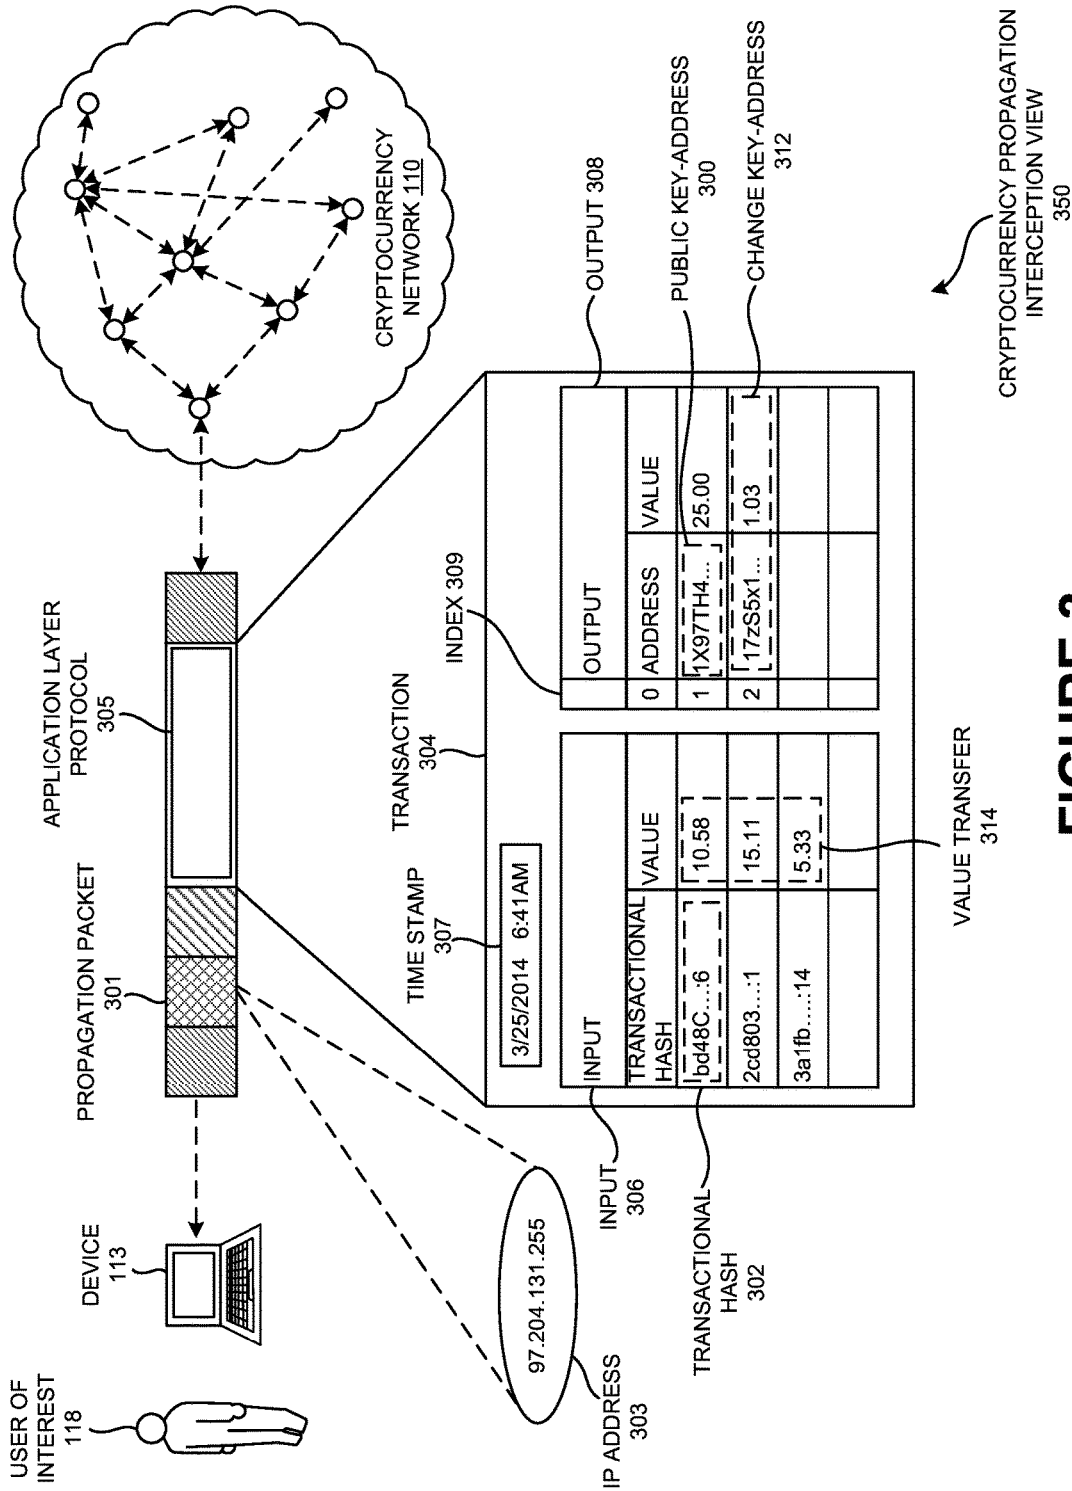 USER OF
INTEREST
118
DEVICE
113
PROPAGATION PACKET
301
APPLICATION LAYER
PROTOCOL
305
CRYPTOCURRENCY
NETWORK 110
IP ADDRESS
303
97.204.131.255
TIME STAMP
307
3/25/2014 6:41AM
TRANSACTION
304
INDEX 309
INPUT
306
INPUT
TRANSACTIONAL
HASH
VALUE
bd48C...:6
10.58
2cd803...:1
15.11
3a1fb....:14
5.33
TRANSACTIONAL
HASH
302
VALUE TRANSFER
314
OUTPUT
0 ADDRESS VALUE
1 1X97TH4... 25.00
2 17zS5x1... 1.03
OUTPUT 308
PUBLIC KEY-ADDRESS
300
CHANGE KEY-ADDRESS
312
CRYPTOCURRENCY PROPAGATION
INTERCEPTION VIEW
350
FIGURE